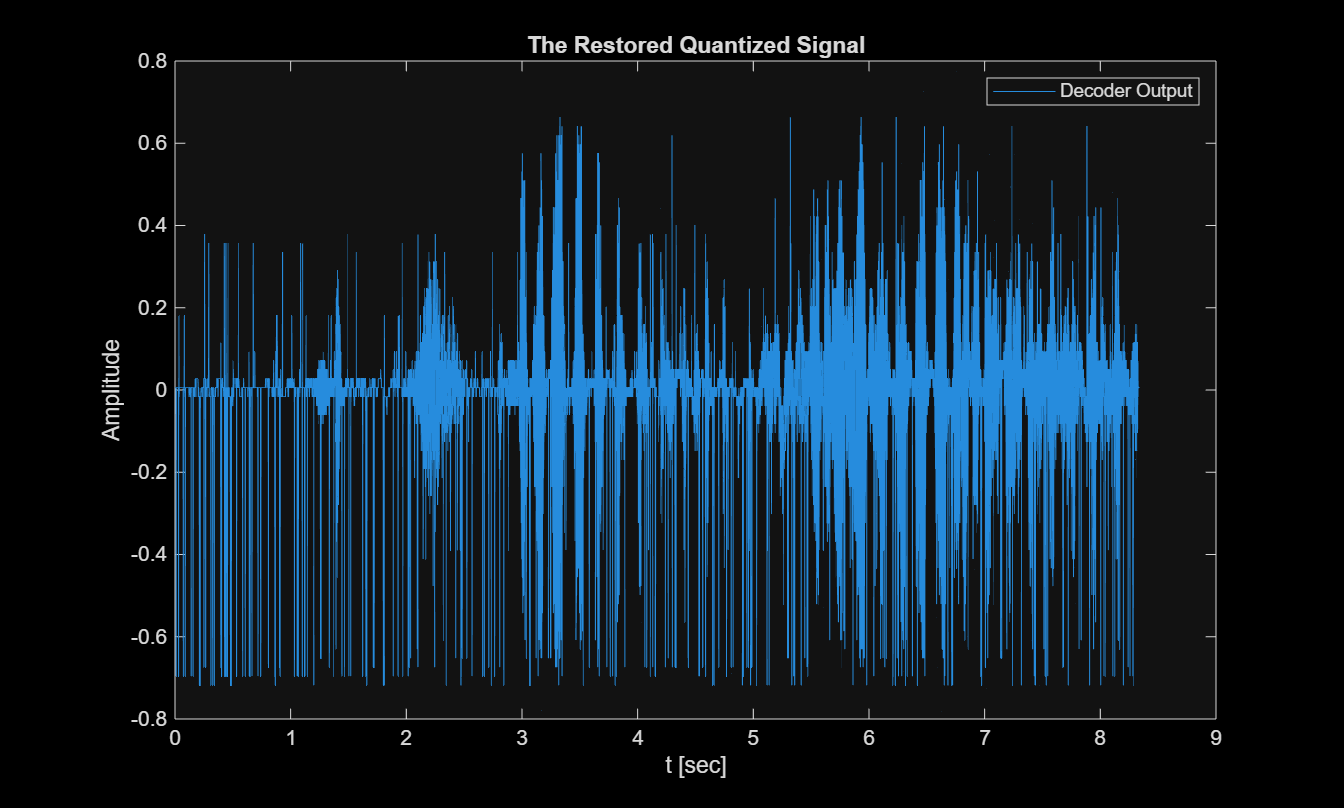 The Restored Quantized Signal
Decoder Output
0.8
0.6
0.4
0.2
0
-0.2
-0.4
-0.6
-0.8
Amplitude
0 1 2 3 4 5 6 7 8 9
t [sec]